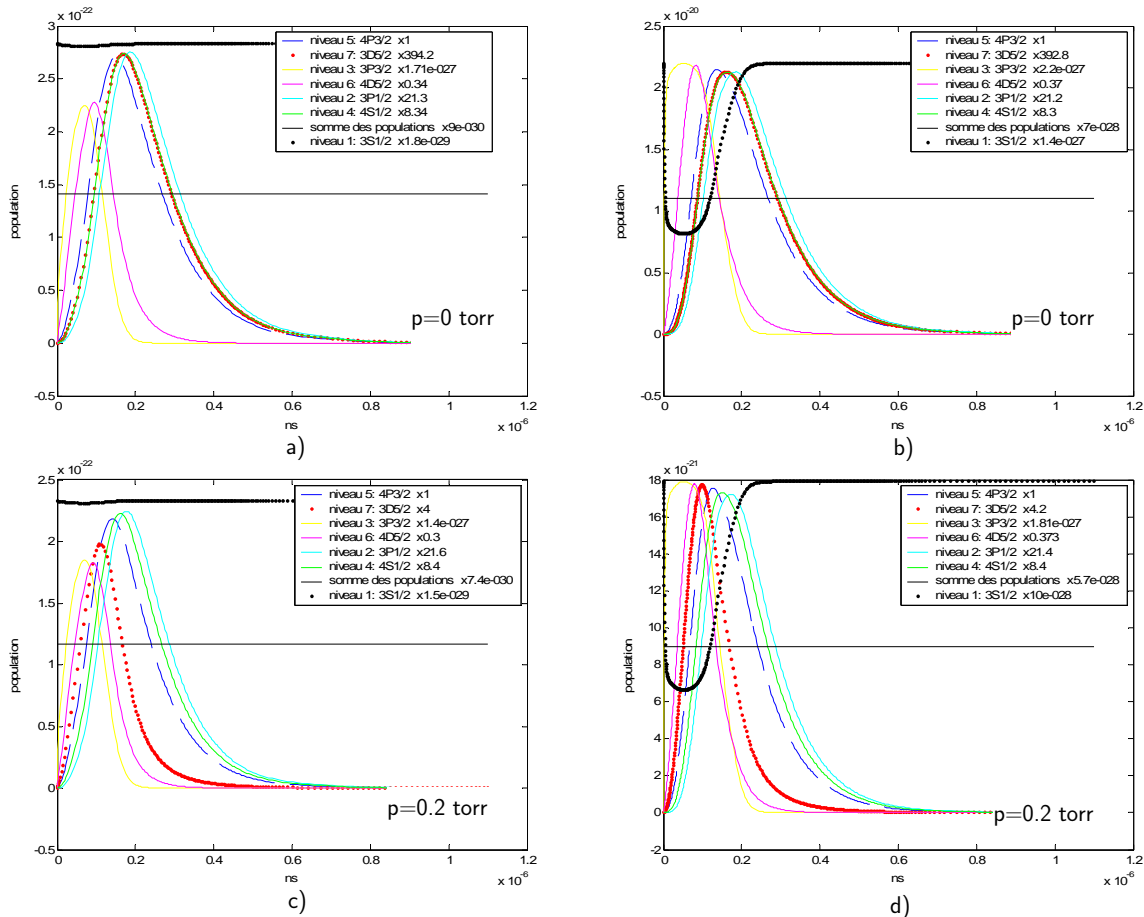 x 10-22
3
2.5
2
1.5
1
0.5
0
-0.5
population
niveau 5: 4P3/2 x1
niveau 7: 3D5/2 x394.2
niveau 3: 3P3/2 x1.71e-027
niveau 6: 4D5/2 x0.34
niveau 2: 3P1/2 x21.3
niveau 4: 4S1/2 x8.34
somme des populations x9e-030
niveau 1: 3S1/2 x1.8e-029
p=0 torr
0 0.2 0.4 0.6 0.8 1 1.2
ns
x 10-6
a)
x 10-20
2.5
2
1.5
1
0.5
0
-0.5
population
niveau 5: 4P3/2 x1
niveau 7: 3D5/2 x392.8
niveau 3: 3P3/2 x2.2e-027
niveau 6: 4D5/2 x0.37
niveau 2: 3P1/2 x21.2
niveau 4: 4S1/2 x8.3
somme des populations x7e-028
niveau 1: 3S1/2 x1.4e-027
p=0 torr
0 0.2 0.4 0.6 0.8 1 1.2
ns
x 10-6
b)
x 10-22
2.5
2
1.5
1
0.5
0
-0.5
population
niveau 5: 4P3/2 x1
niveau 7: 3D5/2 x4
niveau 3: 3P3/2 x1.4e-027
niveau 6: 4D5/2 x0.3
niveau 2: 3P1/2 x21.6
niveau 4: 4S1/2 x8.4
somme des populations x7.4e-030
niveau 1: 3S1/2 x1.5e-029
p=0.2 torr
0 0.2 0.4 0.6 0.8 1 1.2
ns
x 10-6
c)
x 10-21
18
16
14
12
10
8
6
4
2
0
-2
population
niveau 5: 4P3/2 x1
niveau 7: 3D5/2 x4.2
niveau 3: 3P3/2 x1.81e-027
niveau 6: 4D5/2 x0.373
niveau 2: 3P1/2 x21.4
niveau 4: 4S1/2 x8.4
somme des populations x5.7e-028
niveau 1: 3S1/2 x10e-028
p=0.2 torr
0 0.2 0.4 0.6 0.8 1 1.2
ns
x 10-6
d)